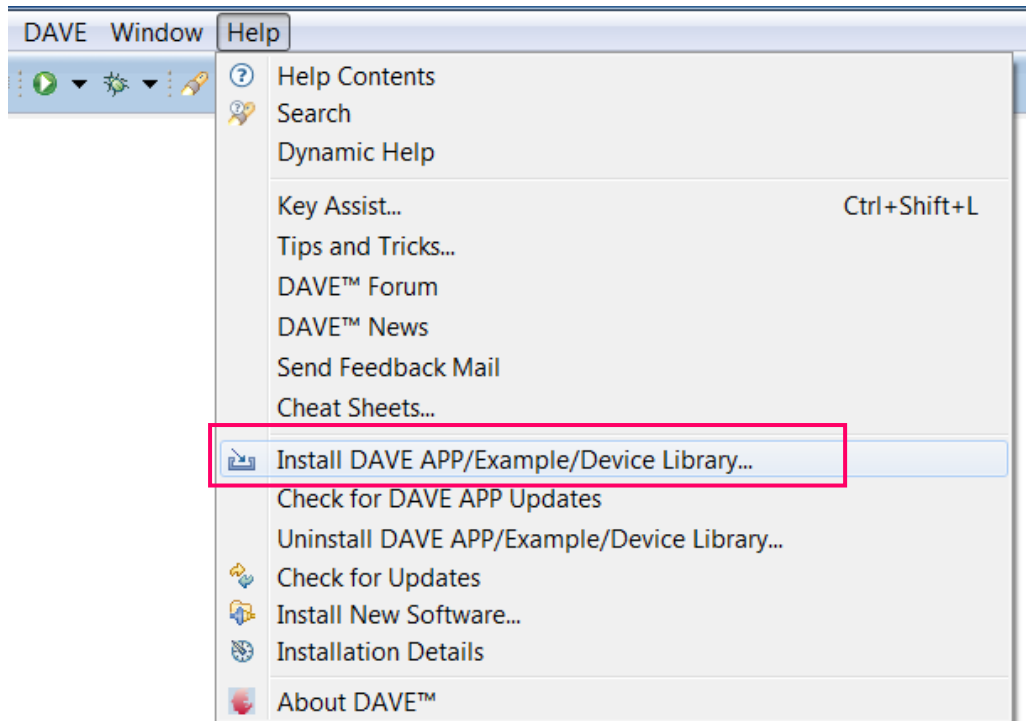 DAVE Window Help
Help Contents
Search
Dynamic Help
Key Assist... Ctrl+Shift+L
Tips and Tricks...
DAVE™ Forum
DAVE™ News
Send Feedback Mail
Cheat Sheets...
Install DAVE APP/Example/Device Library...
Check for DAVE APP Updates
Uninstall DAVE APP/Example/Device Library...
Check for Updates
Install New Software...
Installation Details
About DAVE™